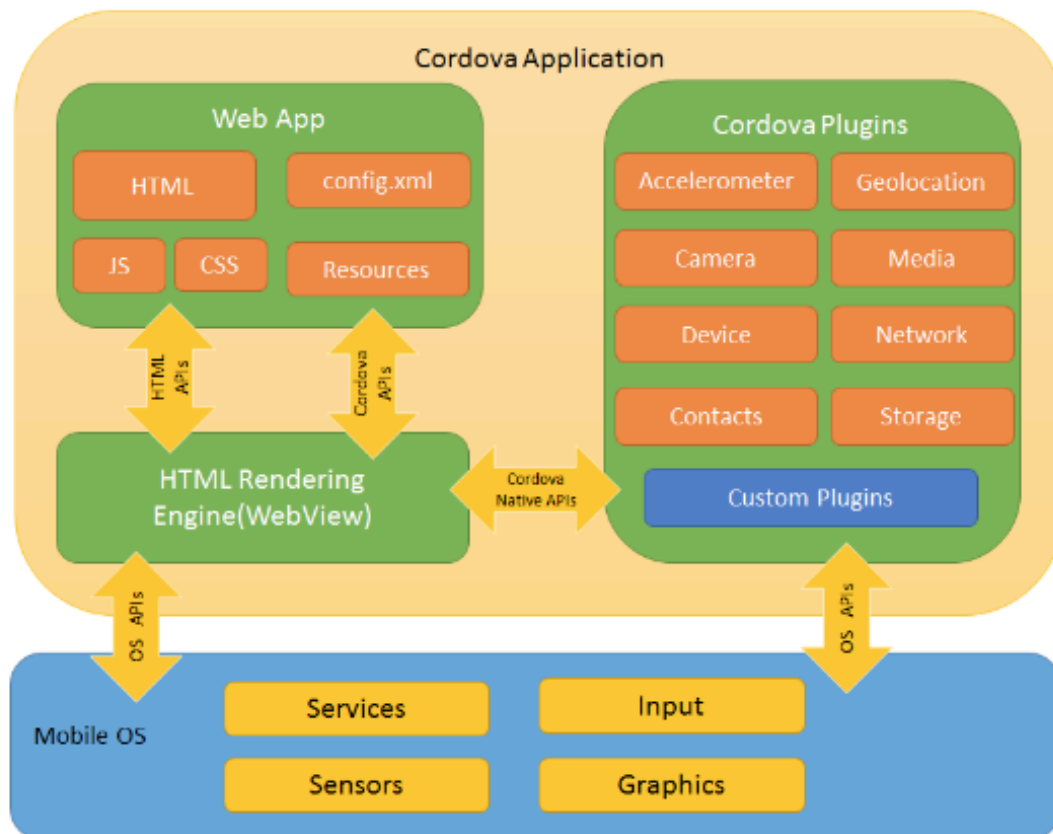 Cordova Application
Web App
HTML
config.xml
JS
CSS
Resources
Cordova Plugins
Accelerometer
Geolocation
Camera
Media
Device
Network
Contacts
Storage
Custom Plugins
HTML
APIs
Cordova
APIs
HTML Rendering
Engine(WebView)
Cordova
Native APIs
OS APIs
OS APIs
Mobile OS
Services
Input
Sensors
Graphics